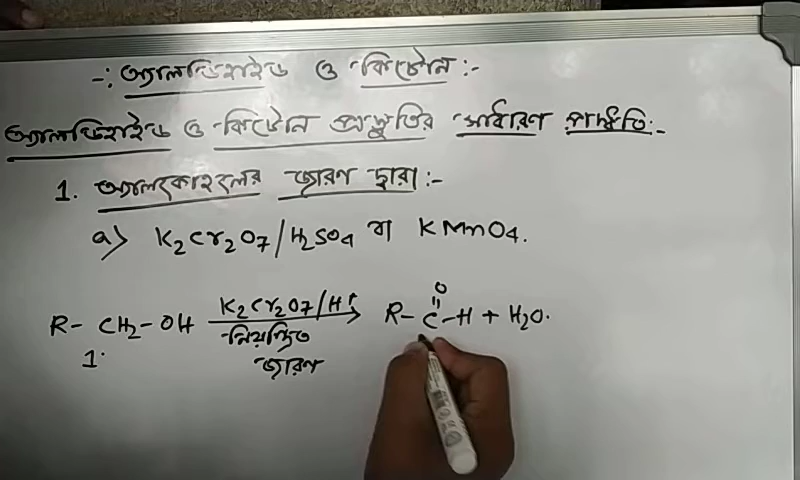 -: অ্যালডিহাইড ও কিটোন :-
অ্যালডিহাইড ও কিটোন প্রস্তুতির সাধারণ পদ্ধতি:-
1. অ্যালকোহলের জারণ দ্বারা :-
a) K2Cr2O7/H2SO4 বা KMnO4.
O
R-CH2-OH K2Cr2O7/H+ R-C-H + H2O.
1° নিয়ন্ত্রিত
জারণ